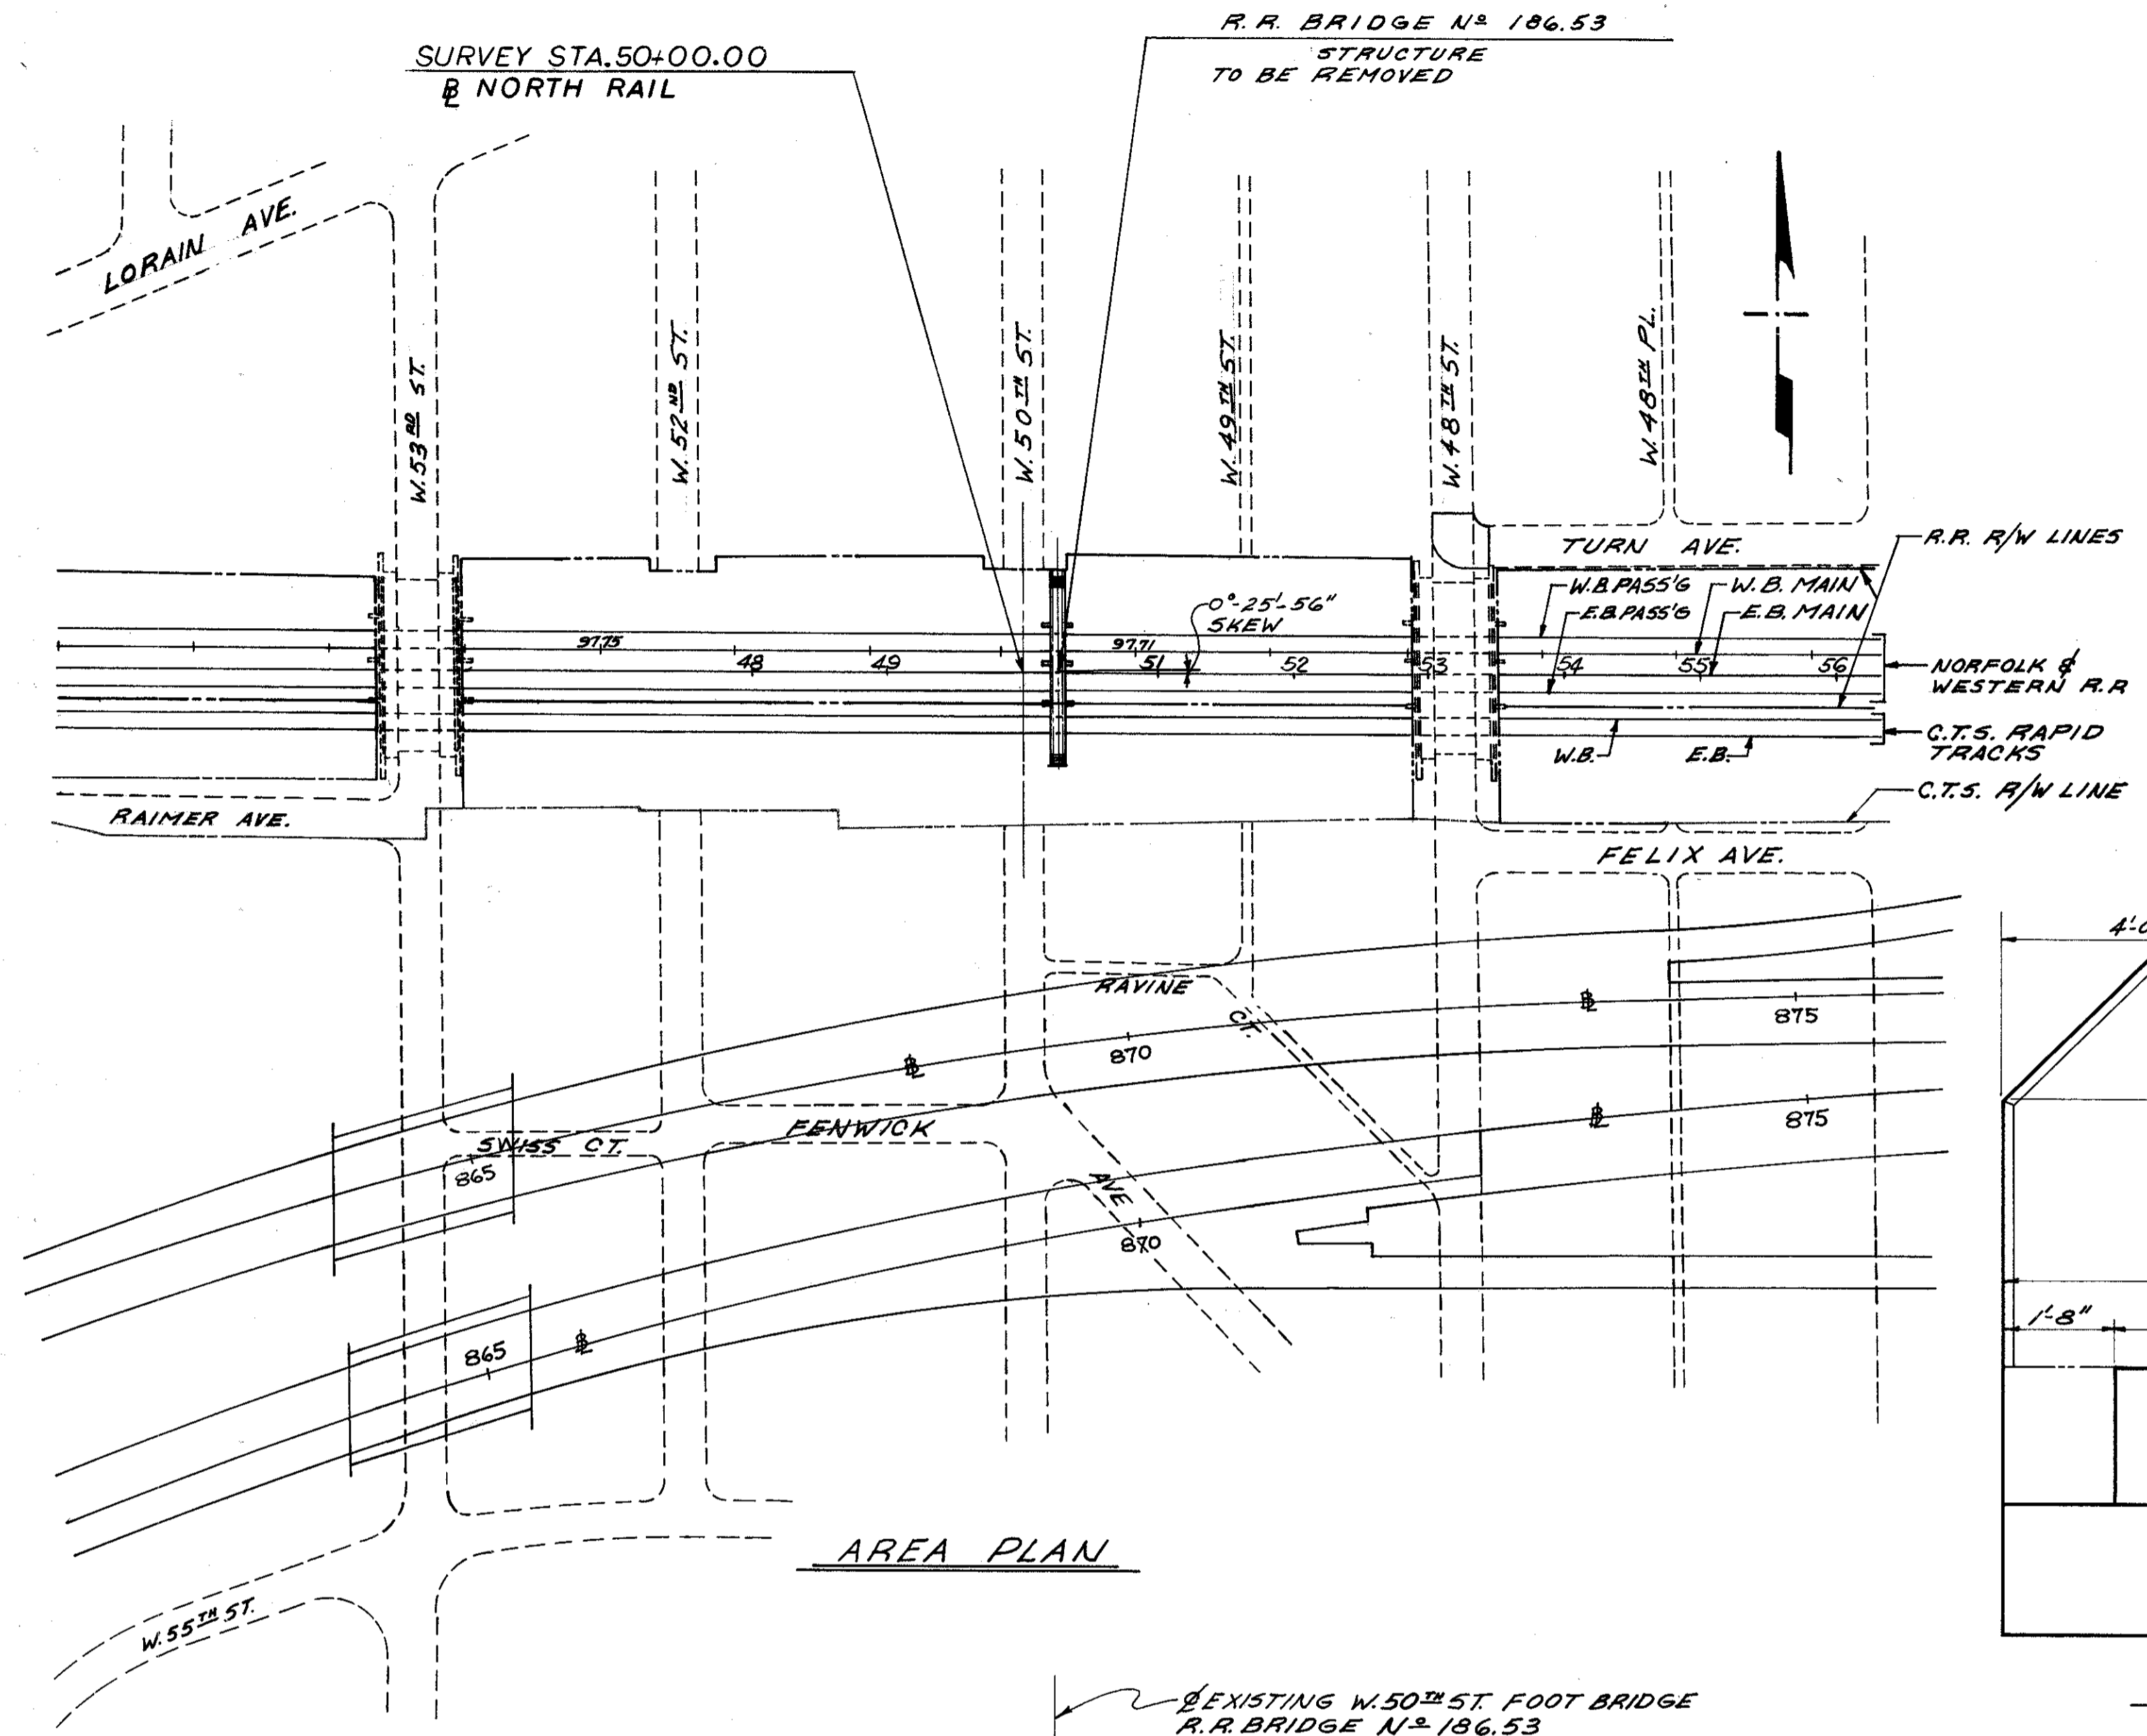 R.R. BRIDGE Nº 186.53
STRUCTURE
TO BE REMOVED
SURVEY STA. 50+00.00
℄ NORTH RAIL
LORAIN AVE.
W. 53RD ST.
W. 52ND ST.
W. 50TH ST.
W. 49TH ST.
W. 48TH ST.
W. 48TH PL.
TURN AVE.
R.R. R/W LINES
W.B. PASS'G
W.B. MAIN
E.B. PASS'G
E.B. MAIN
0°-25'-56"
SKEW
97.75
97.71
48
49
51
52
53
54
55
56
NORFOLK &
WESTERN R.R
C.T.S. RAPID
TRACKS
W.B.
E.B.
C.T.S. R/W LINE
RAIMER AVE.
FELIX AVE.
4'-0
RAVINE
CT.
℄
875
870
℄
FENWICK
AVE
SWISS CT.
865
℄
875
870
865
℄
1'-8"
AREA PLAN
W. 55TH ST.
℄ EXISTING W. 50TH ST. FOOT BRIDGE
R.R. BRIDGE Nº 186.53